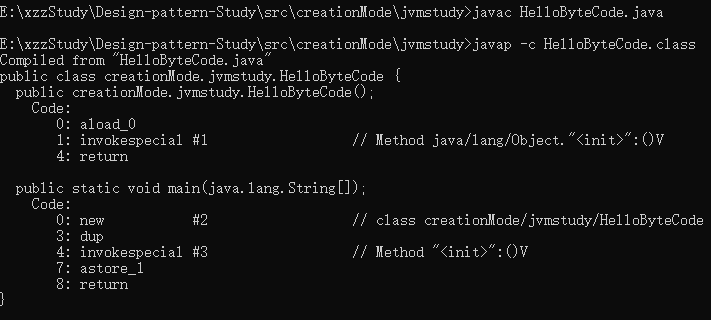 E:\xzzStudy\Design-pattern-Study\src\creationMode\jvmstudy>javac HelloByteCode.java
E:\xzzStudy\Design-pattern-Study\src\creationMode\jvmstudy>javap -c HelloByteCode.class
Compiled from "HelloByteCode.java"
public class creationMode.jvmstudy.HelloByteCode {
  public creationMode.jvmstudy.HelloByteCode();
    Code:
       0: aload_0
       1: invokespecial #1                  // Method java/lang/Object."<init>":()V
       4: return

  public static void main(java.lang.String[]);
    Code:
       0: new           #2                  // class creationMode/jvmstudy/HelloByteCode
       3: dup
       4: invokespecial #3                  // Method "<init>":()V
       7: astore_1
       8: return
}